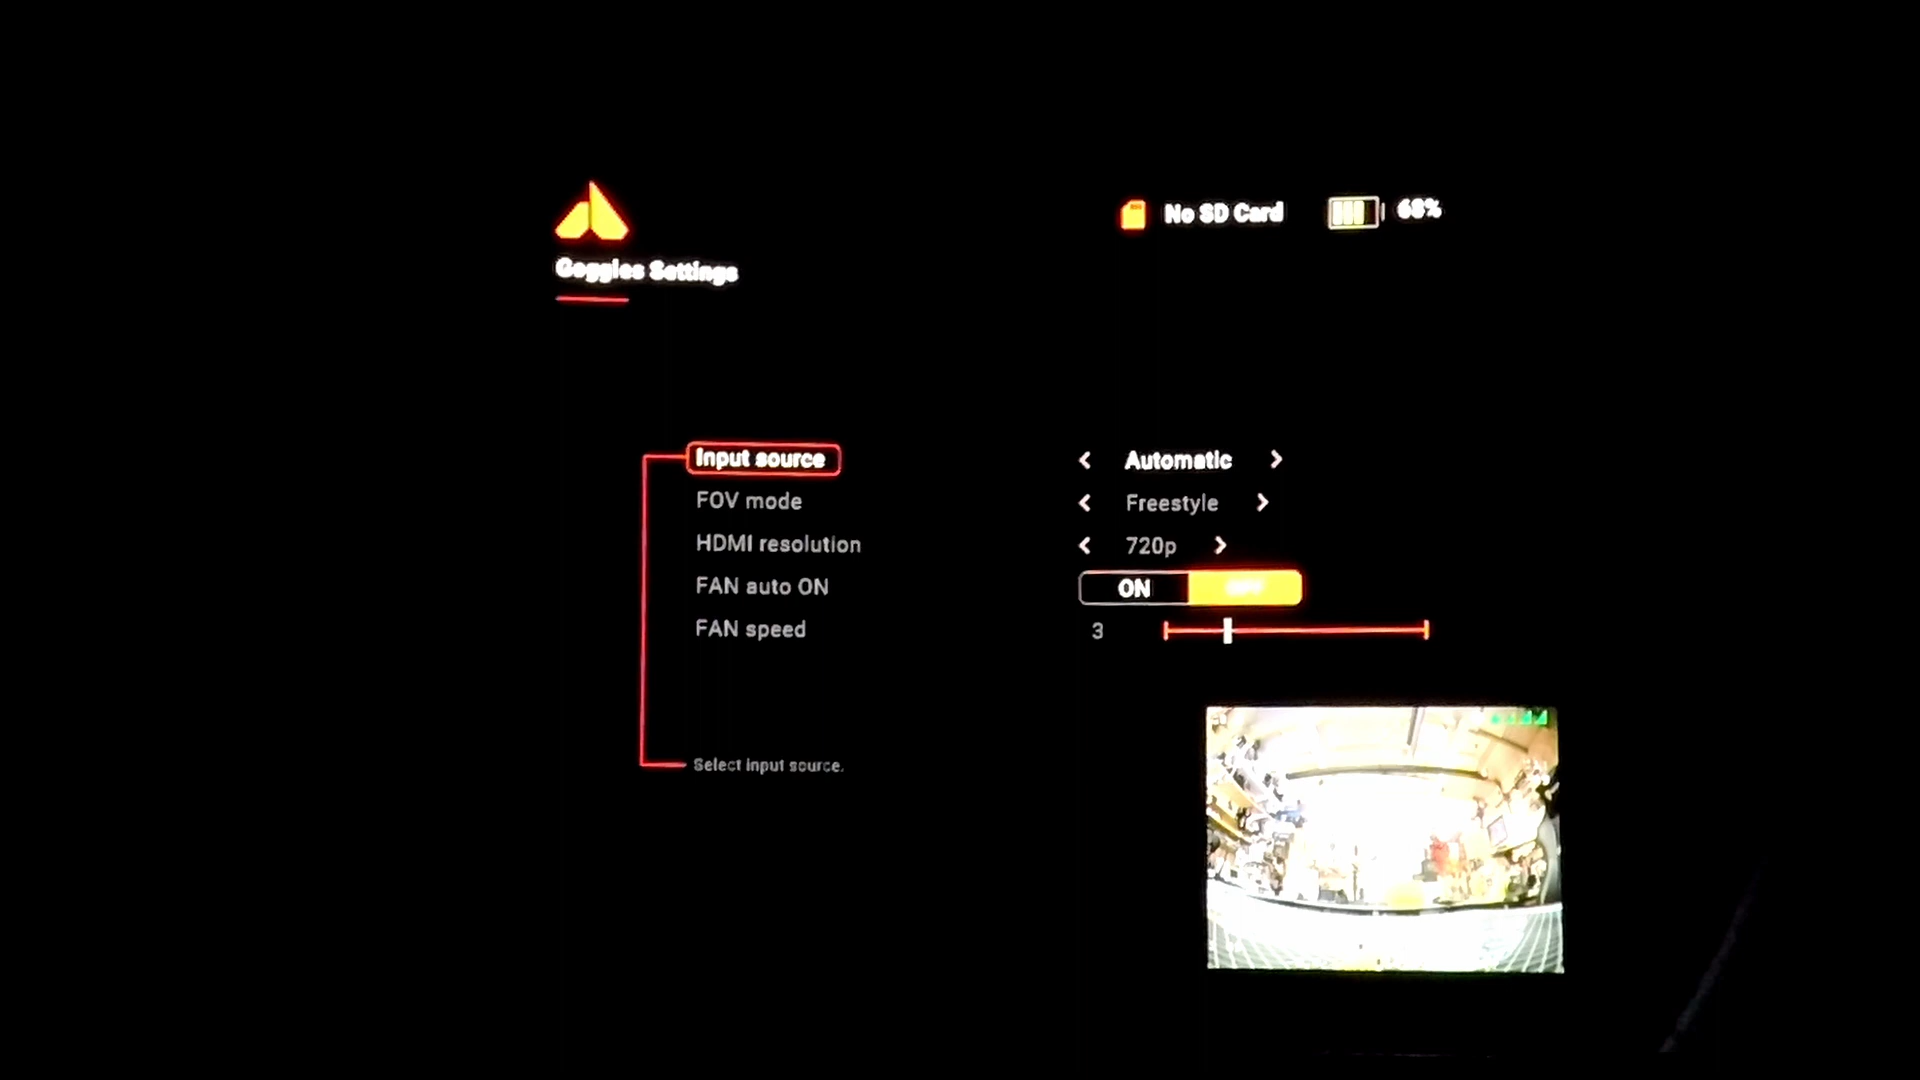 No SD Card 68%
Goggles Settings
Input source < Automatic >
FOV mode < Freestyle >
HDMI resolution < 720p >
FAN auto ON ON OFF
FAN speed 3
Select input source.